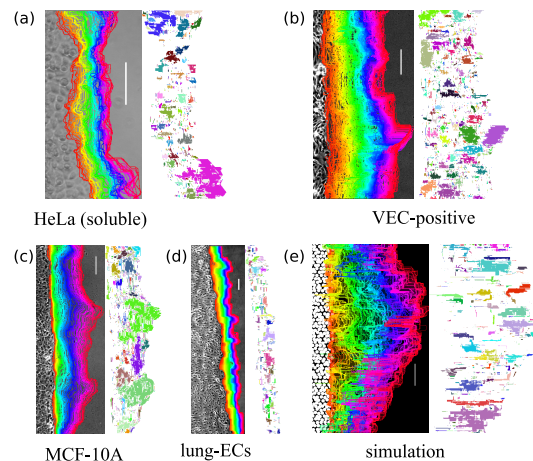 (a)
(b)
HeLa (soluble)
VEC-positive
(c)
(d)
(e)
MCF-10A
lung-ECs
simulation